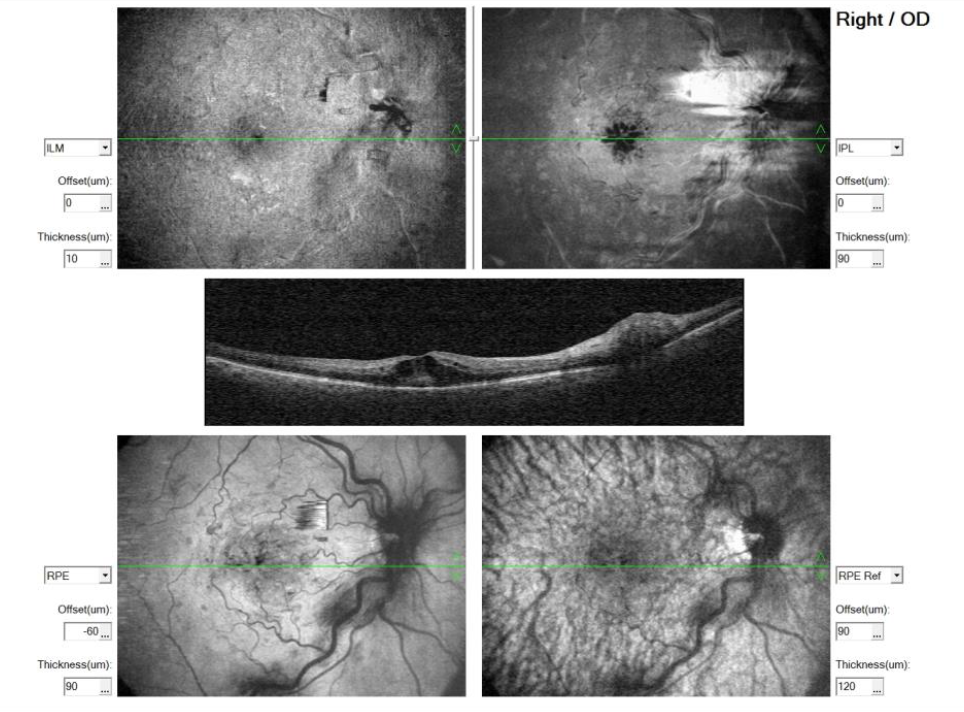 Right / OD
ILM
Offset(um):
0 ...
Thickness(um):
10 ...
IPL
Offset(um):
0 ...
Thickness(um):
90 ...
RPE
Offset(um):
-60 ...
Thickness(um):
90 ...
RPE Ref
Offset(um):
90 ...
Thickness(um):
120 ...